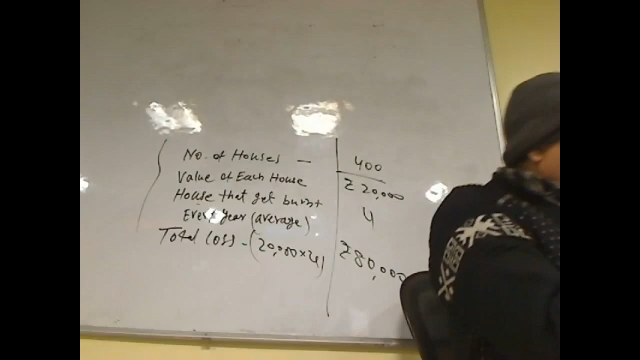 No. of Houses - 400
Value of Each House ₹ 20,000
House that get burnt
Every year (average) 4
Total Loss - (20,000×4) ₹80,000